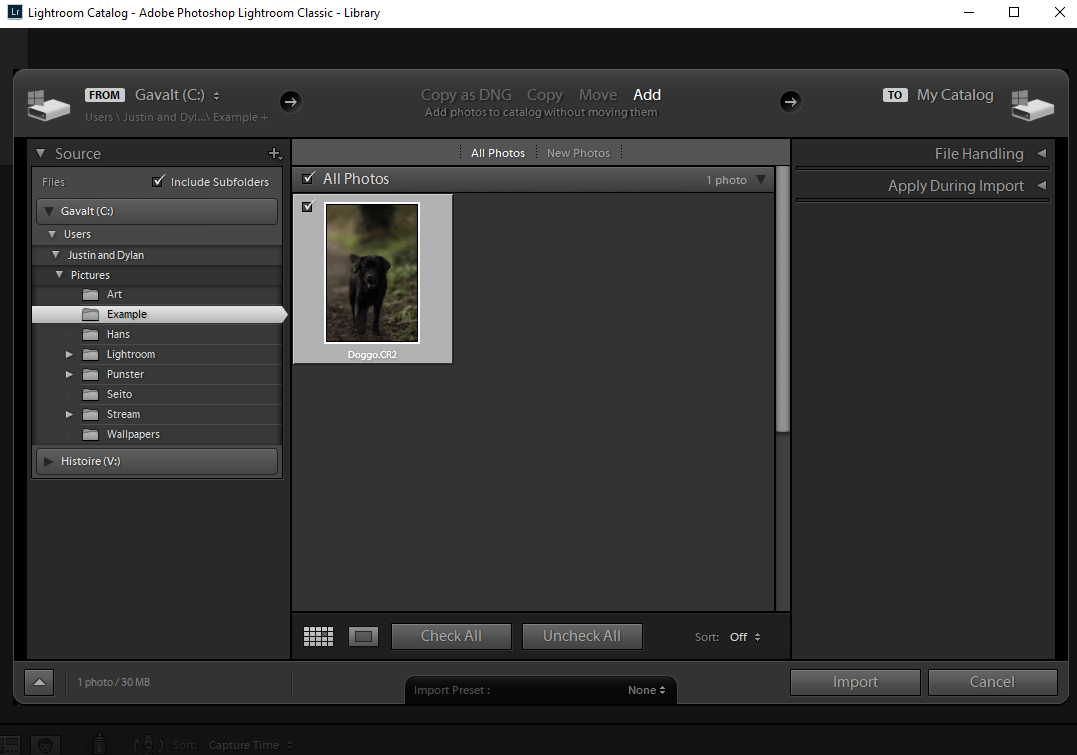 Lr Lightroom Catalog - Adobe Photoshop Lightroom Classic - Library
FROM Gavalt (C:)
Users \ Justin and Dyl...\ Example +
Copy as DNG Copy Move Add
Add photos to catalog without moving them
TO My Catalog
Source
Files Include Subfolders
Gavalt (C:)
Users
Justin and Dylan
Pictures
Art
Example
Hans
Lightroom
Punster
Seito
Stream
Wallpapers
Histoire (V:)
All Photos New Photos
All Photos 1 photo
Doggo.CR2
Check All Uncheck All Sort: Off
File Handling
Apply During Import
1 photo / 30 MB
Import Preset : None
Import Cancel
Sort: Capture Time